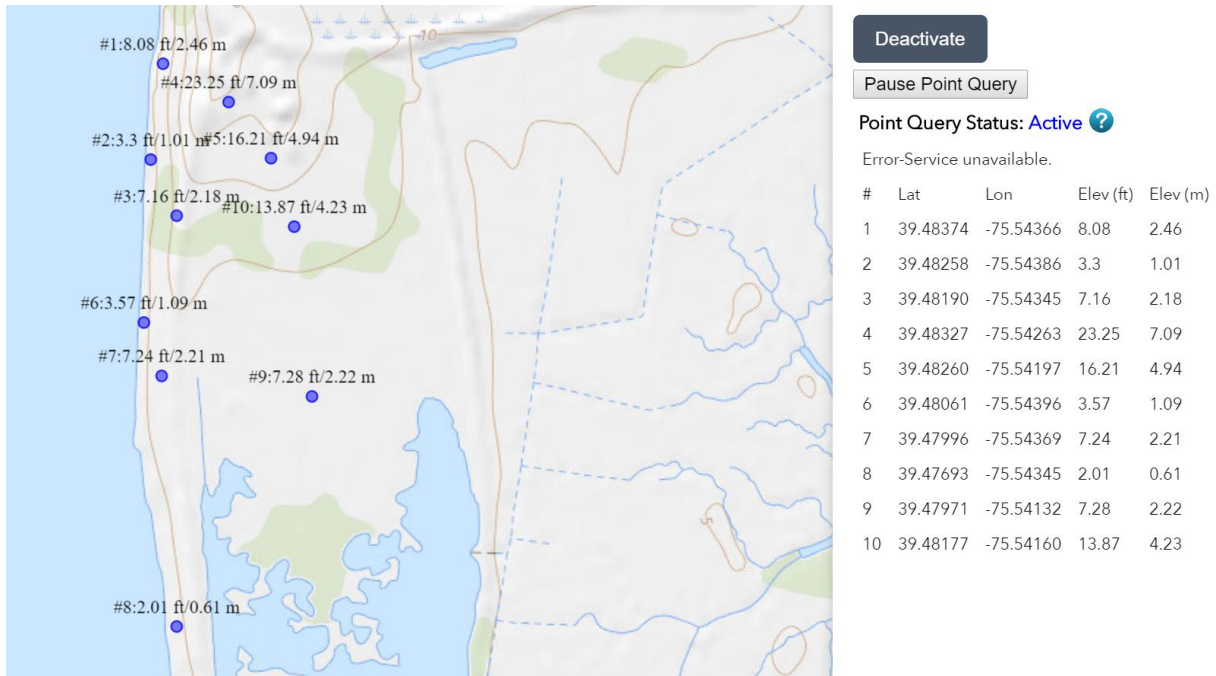 #1:8.08 ft/2.46 m
10
#4:23.25 ft/7.09 m
#2:3.3 ft/1.01 m
#5:16.21 ft/4.94 m
#3:7.16 ft/2.18 m
#10:13.87 ft/4.23 m
#6:3.57 ft/1.09 m
#7:7.24 ft/2.21 m
#9:7.28 ft/2.22 m
5
#8:2.01 ft/0.61 m
Deactivate
Pause Point Query
Point Query Status: Active ?
Error-Service unavailable.
# Lat Lon Elev (ft) Elev (m)
1 39.48374 -75.54366 8.08 2.46
2 39.48258 -75.54386 3.3 1.01
3 39.48190 -75.54345 7.16 2.18
4 39.48327 -75.54263 23.25 7.09
5 39.48260 -75.54197 16.21 4.94
6 39.48061 -75.54396 3.57 1.09
7 39.47996 -75.54369 7.24 2.21
8 39.47693 -75.54345 2.01 0.61
9 39.47971 -75.54132 7.28 2.22
10 39.48177 -75.54160 13.87 4.23